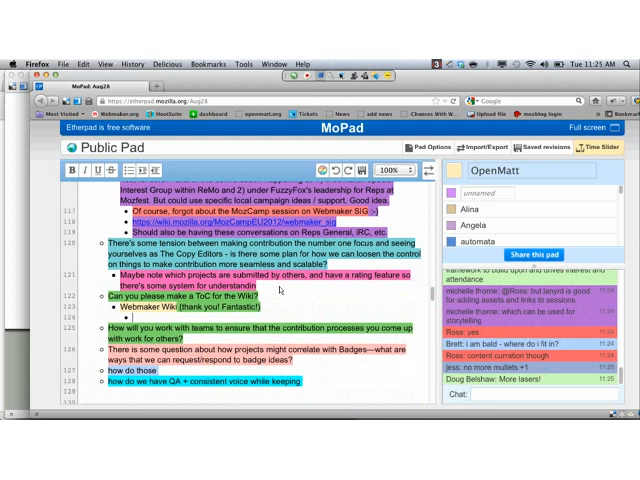 Firefox File Edit View History Delicious Bookmarks Tools Window Help 3 Tue 11:25 AM
MoPad: Aug28
https://etherpad.mozilla.org/Aug28 Google
Most Visited Webmaker.org HootSuite dashboard openmatt.org Tickets News add news Chances With W... Popular mozblog login Bookmarks
Etherpad is free software MoPad Full screen
Public Pad Pad Options Import/Export Saved revisions Time Slider
B I U S 100% OpenMatt
Interest Group within ReMo and 2) under FuzzyFox's leadership for Reps at
Mozfest. But could use specific language ideas / support. Good idea.
117 Of course, forgot about the MozCamp session on Webmaker SIG :-)
118 https://wiki.mozilla.org/MozCampEU2012/webmaker_sig
119 Should also be having these conversations on Reps General, iRC, etc.
120 There's some tension between making contribution the number one focus and seeing
yourselves as The Copy Editors - is there some plan for how we can loosen the control
on things to make contribution more seamless and scalable?
121 Maybe note which projects are submitted by others, and have a rating feature so
there's some system for understandin
122 Can you please make a ToC for the Wiki?
123 Webmaker Wiki (thank you! Fantastic!)
124
125 How will you work with teams to ensure that the contribution processes you come up
with work for others?
126 There is some question about how projects might correlate with Badges—what are
ways that we can request/respond to badge ideas?
127 how do those
128 how do we have QA + consistent voice while keeping
129
130
unnamed
Alina
Angela
automata
Share this pad
framework to build upon and drives interest and
attendance
michelle thorne: @Ross: but lanyrd is good 11:24
for adding assets and links to sessions
michelle thorne: which can be used for 11:24
storytelling
Ross: yes 11:24
Brett: i am bald - where do i fit in? 11:24
Ross: content curration though 11:24
jess: no more mullets +1 11:25
Doug Belshaw: More lasers! 11:25
Chat: